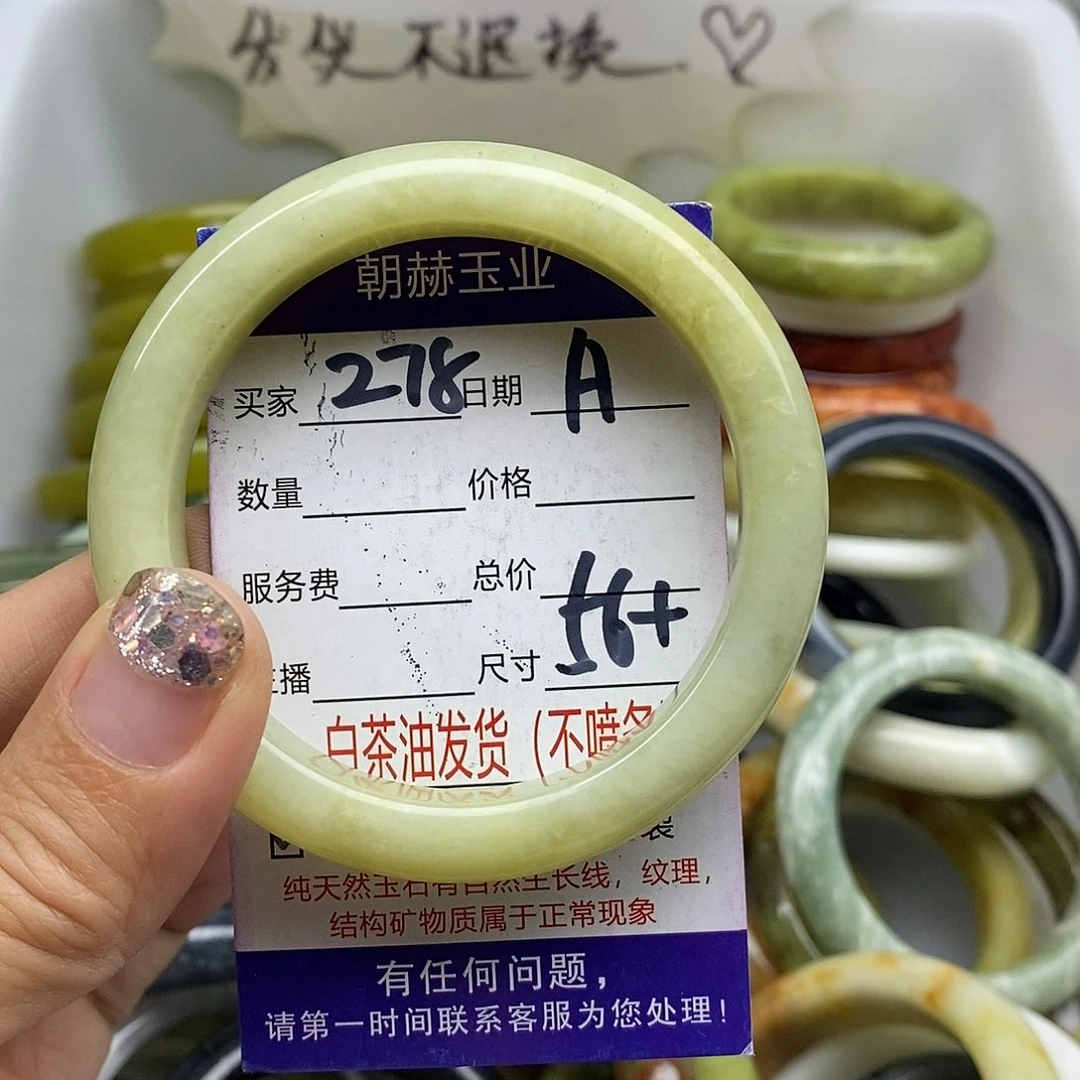 不退换
朝赫玉业
买家 278 日期 A
数量 价格
服务费 总价
播 尺寸 56+
白茶油发货（不喷
纯天然玉石有自然生长线，纹理，
结构矿物质属于正常现象
有任何问题，
请第一时间联系客服为您处理！